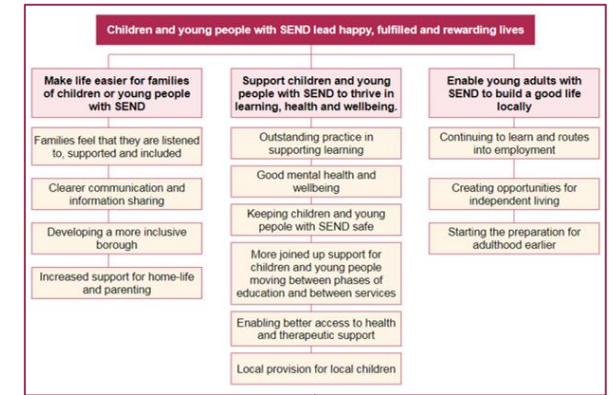 Children and young people with SEND lead happy, fulfilled and rewarding lives
Make life easier for families
of children or young people
with SEND
Families feel that they are listened
to, supported and included
Clearer communication and
information sharing
Developing a more inclusive
borough
Increased support for home-life
and parenting
Support children and young
people with SEND to thrive in
learning, health and wellbeing.
Outstanding practice in
supporting learning
Good mental health and
wellbeing
Keeping children and young
pepole with SEND safe
More joined up support for
children and young people
moving between phases of
education and between services
Enabling better access to health
and therapeutic support
Local provision for local children
Enable young adults with
SEND to build a good life
locally
Continuing to learn and routes
into employment
Creating opportunities for
independent living
Starting the preparation for
adulthood earlier